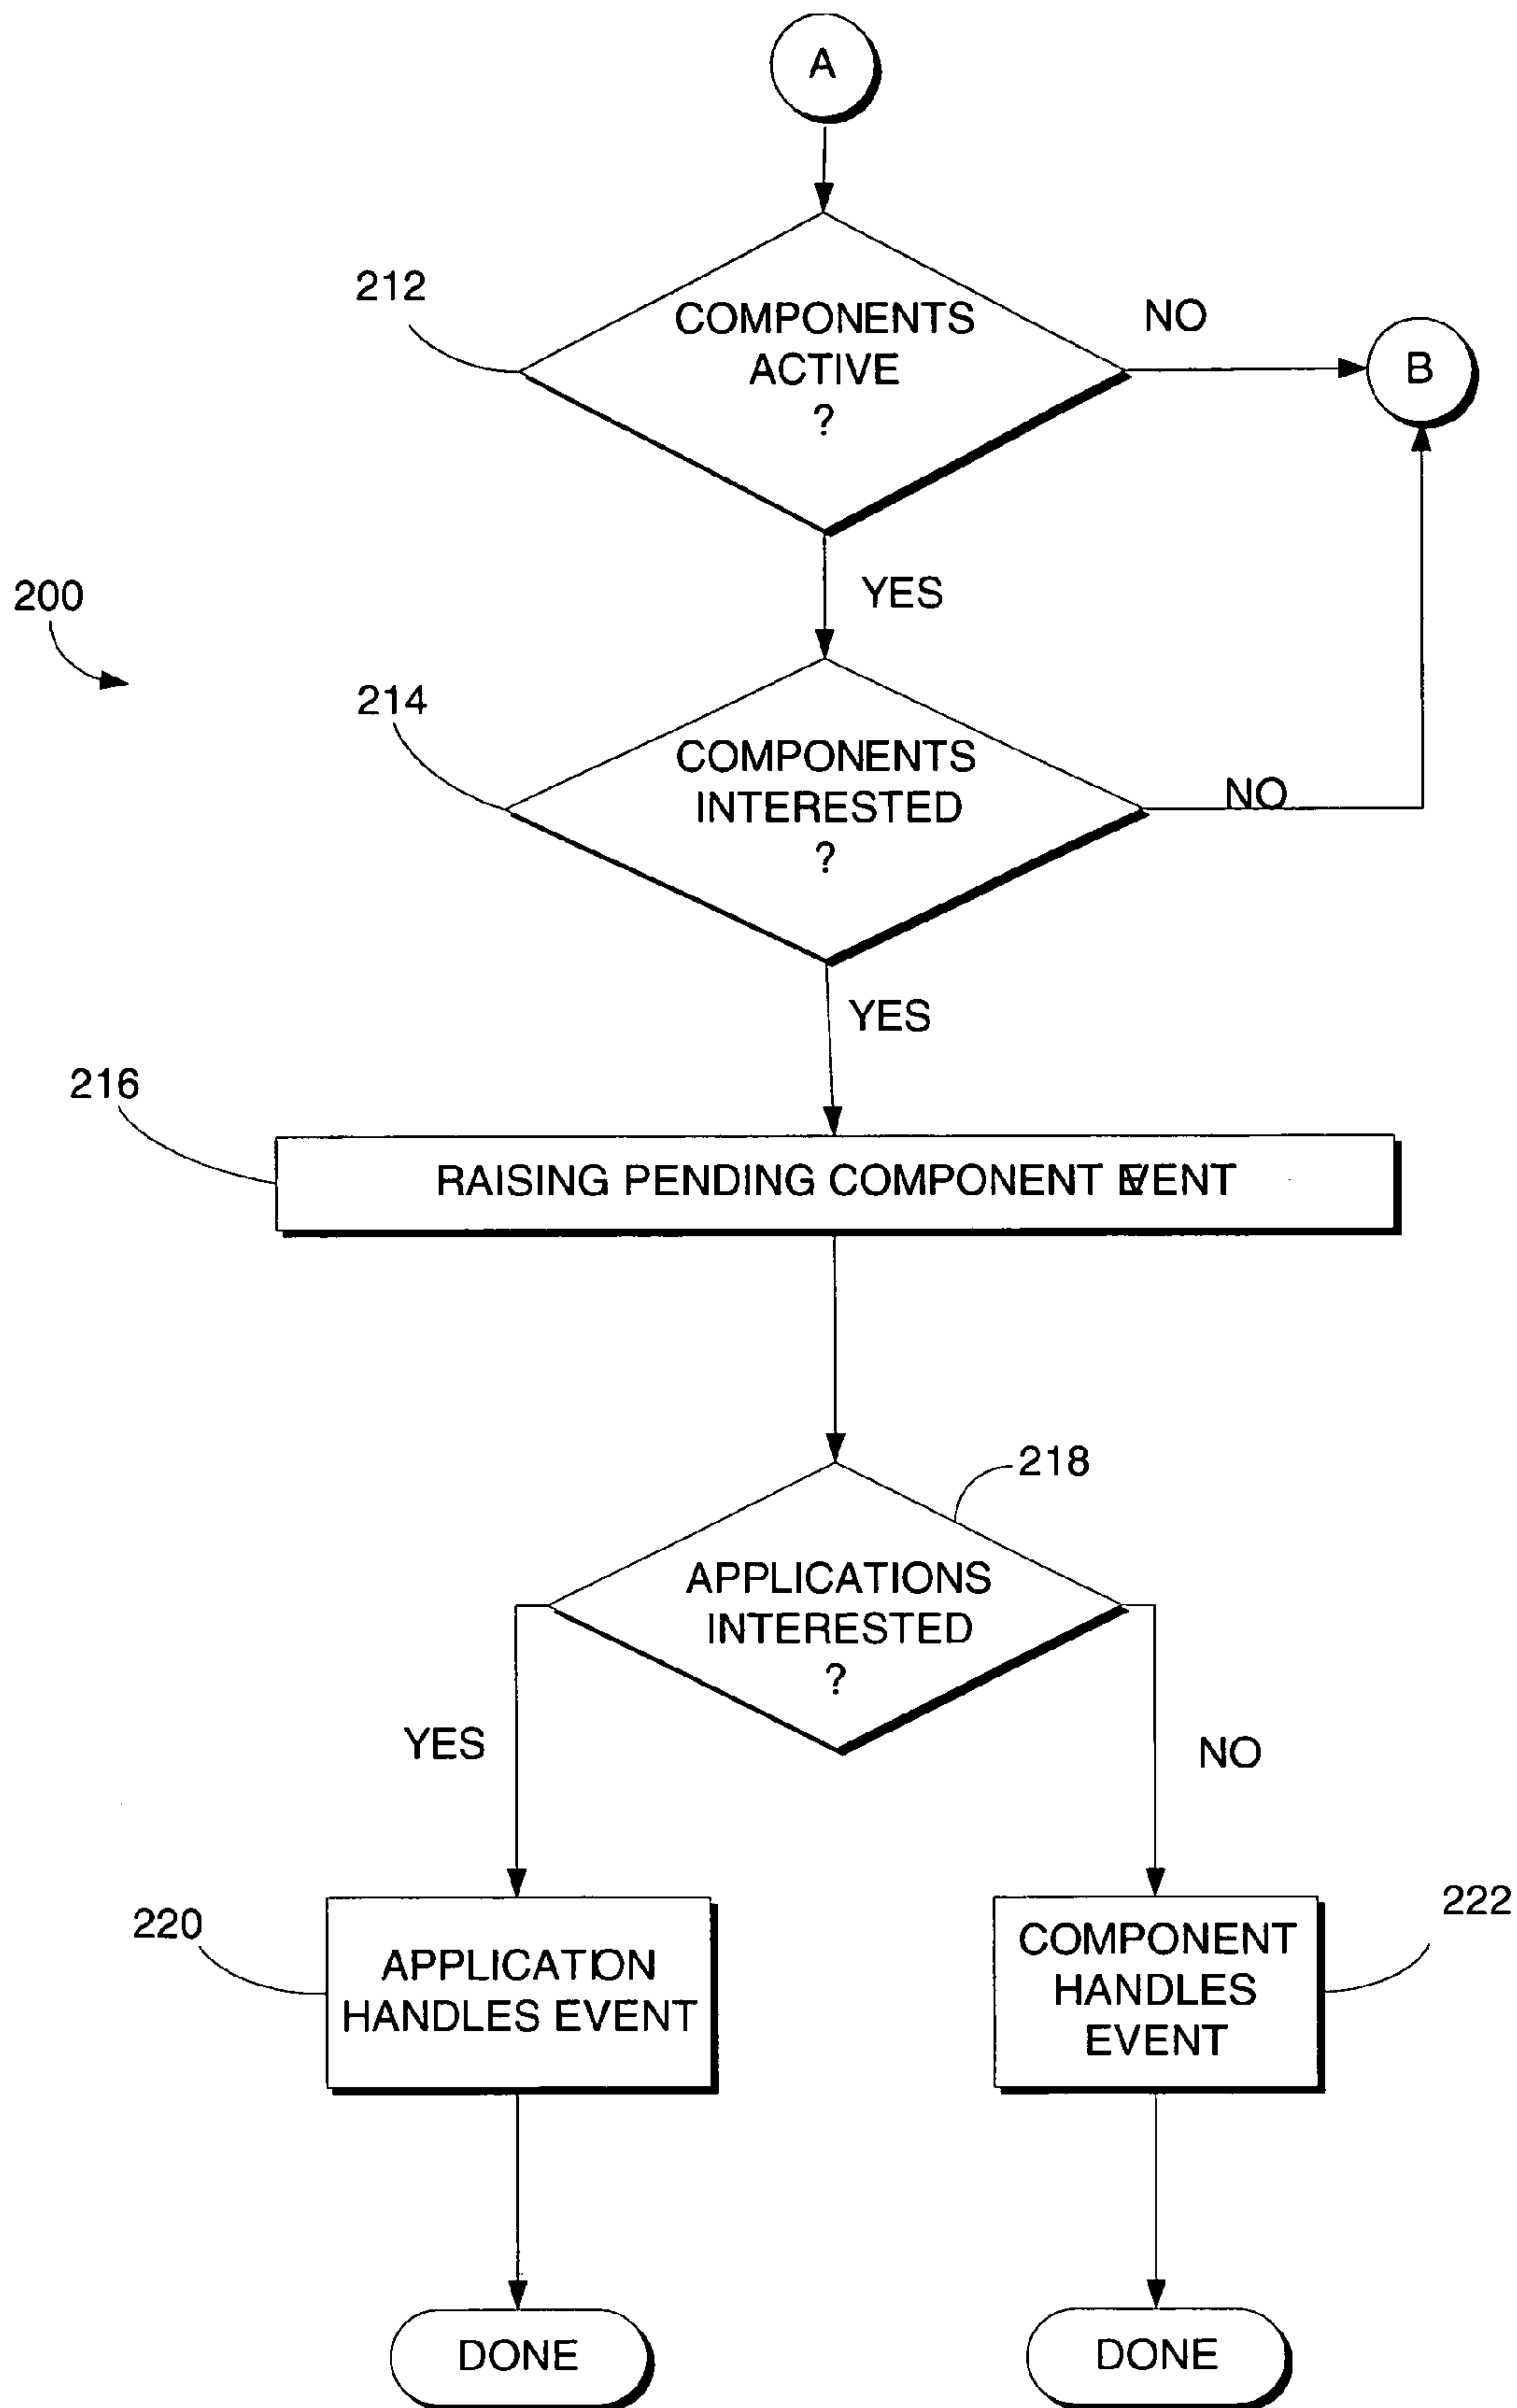 A
212
COMPONENTS
ACTIVE
?
NO
B
YES
200
214
COMPONENTS
INTERESTED
?
NO
YES
216
RAISING PENDING COMPONENT EVENT
218
APPLICATIONS
INTERESTED
?
YES
NO
220
APPLICATION
HANDLES EVENT
222
COMPONENT
HANDLES
EVENT
DONE
DONE